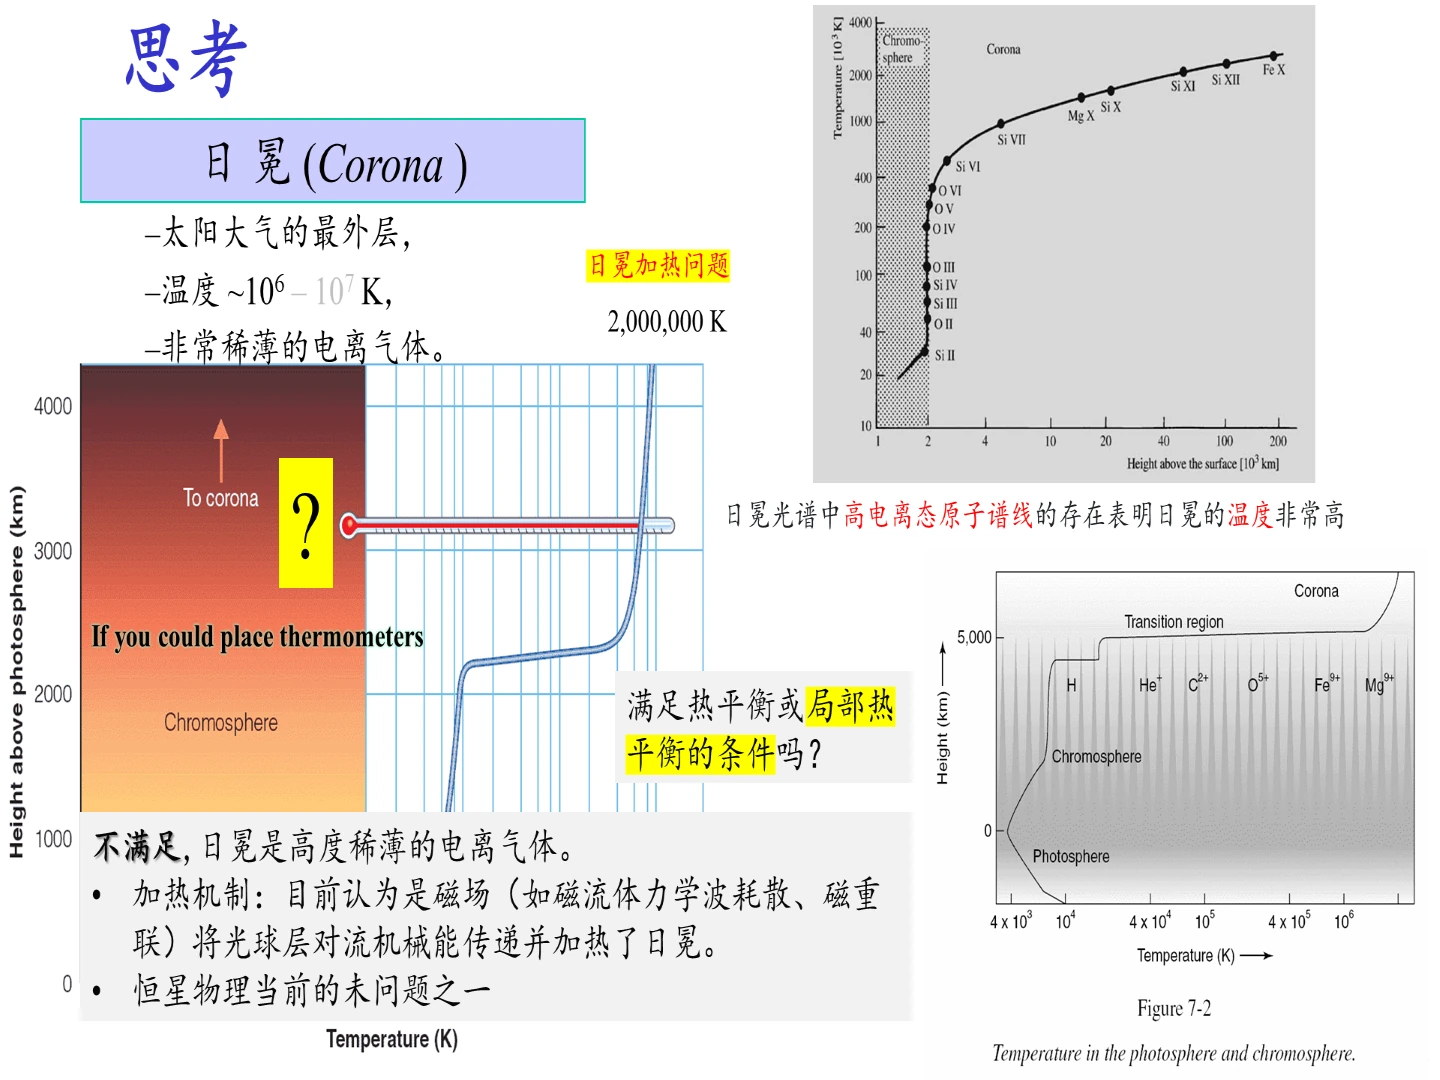 思考
日冕 (Corona )
–太阳大气的最外层，
–温度 ~10⁶ – 10⁷ K，
–非常稀薄的电离气体。
日冕加热问题
2,000,000 K
Height above photosphere (km)
4000
3000
2000
1000
0
To corona
?
If you could place thermometers
Chromosphere
满足热平衡或局部热
平衡的条件吗？
不满足，日冕是高度稀薄的电离气体。
• 加热机制：目前认为是磁场（如磁流体力学波耗散、磁重
联）将光球层对流机械能传递并加热了日冕。
• 恒星物理当前的未问题之一
Temperature (K)
Temperature [10³ K]
4000
2000
1000
400
200
100
40
20
10
Chromo-
sphere
Corona
Fe X
Si XII
Si XI
Si X
Mg X
Si VII
Si VI
O VI
O V
O IV
O III
Si IV
Si III
O II
Si II
1 2 4 10 20 40 100 200
Height above the surface [10³ km]
日冕光谱中高电离态原子谱线的存在表明日冕的温度非常高
Corona
Transition region
5,000
H He⁺ C²⁺ O⁵⁺ Fe⁹⁺ Mg⁹⁺
Height (km)
Chromosphere
0
Photosphere
4 x 10³ 10⁴ 4 x 10⁴ 10⁵ 4 x 10⁵ 10⁶
Temperature (K)
Figure 7-2
Temperature in the photosphere and chromosphere.